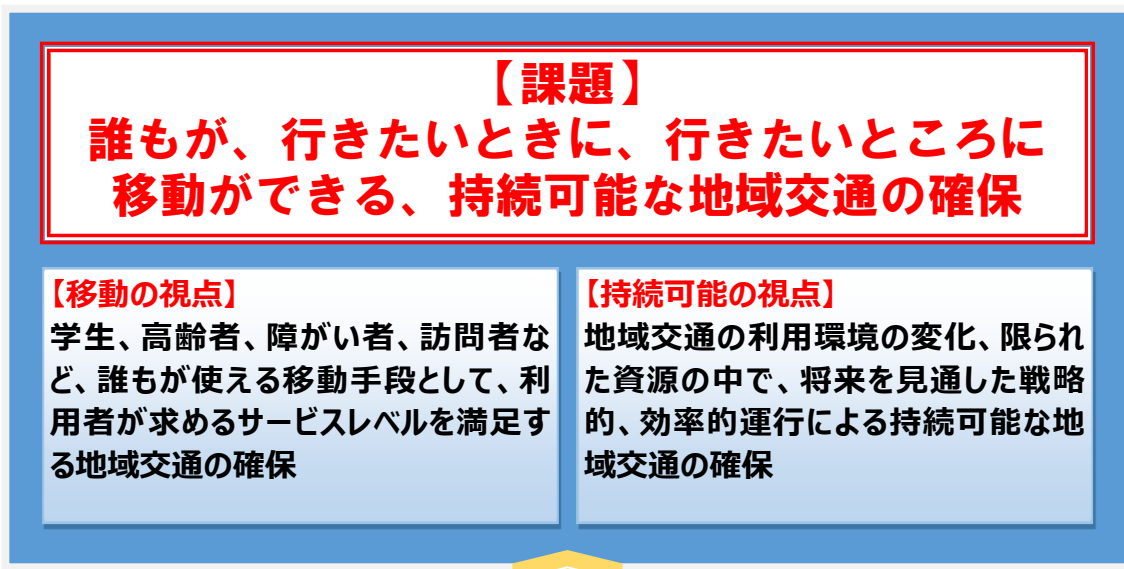 【課題】
誰もが、行きたいときに、行きたいところに
移動ができる、持続可能な地域交通の確保
【移動の視点】
学生、高齢者、障がい者、訪問者な
ど、誰もが使える移動手段として、利
用者が求めるサービスレベルを満足す
る地域交通の確保
【持続可能の視点】
地域交通の利用環境の変化、限られ
た資源の中で、将来を見通した戦略
的、効率的運行による持続可能な地
域交通の確保